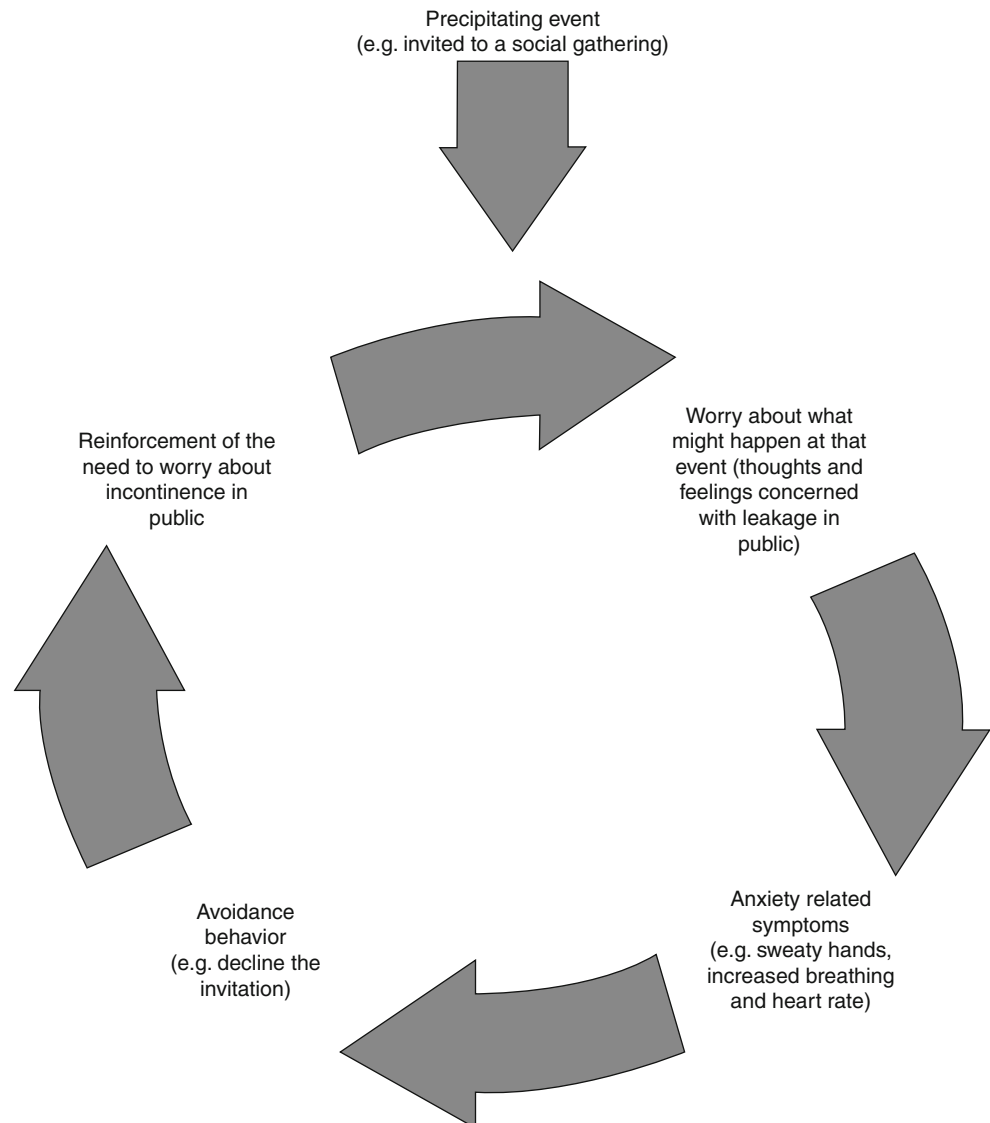 Precipitating event
(e.g. invited to a social gathering)
Worry about what
might happen at that
event (thoughts and
feelings concerned
with leakage in
public)
Anxiety related
symptoms
(e.g. sweaty hands,
increased breathing
and heart rate)
Avoidance
behavior
(e.g. decline the
invitation)
Reinforcement of the
need to worry about
incontinence in
public